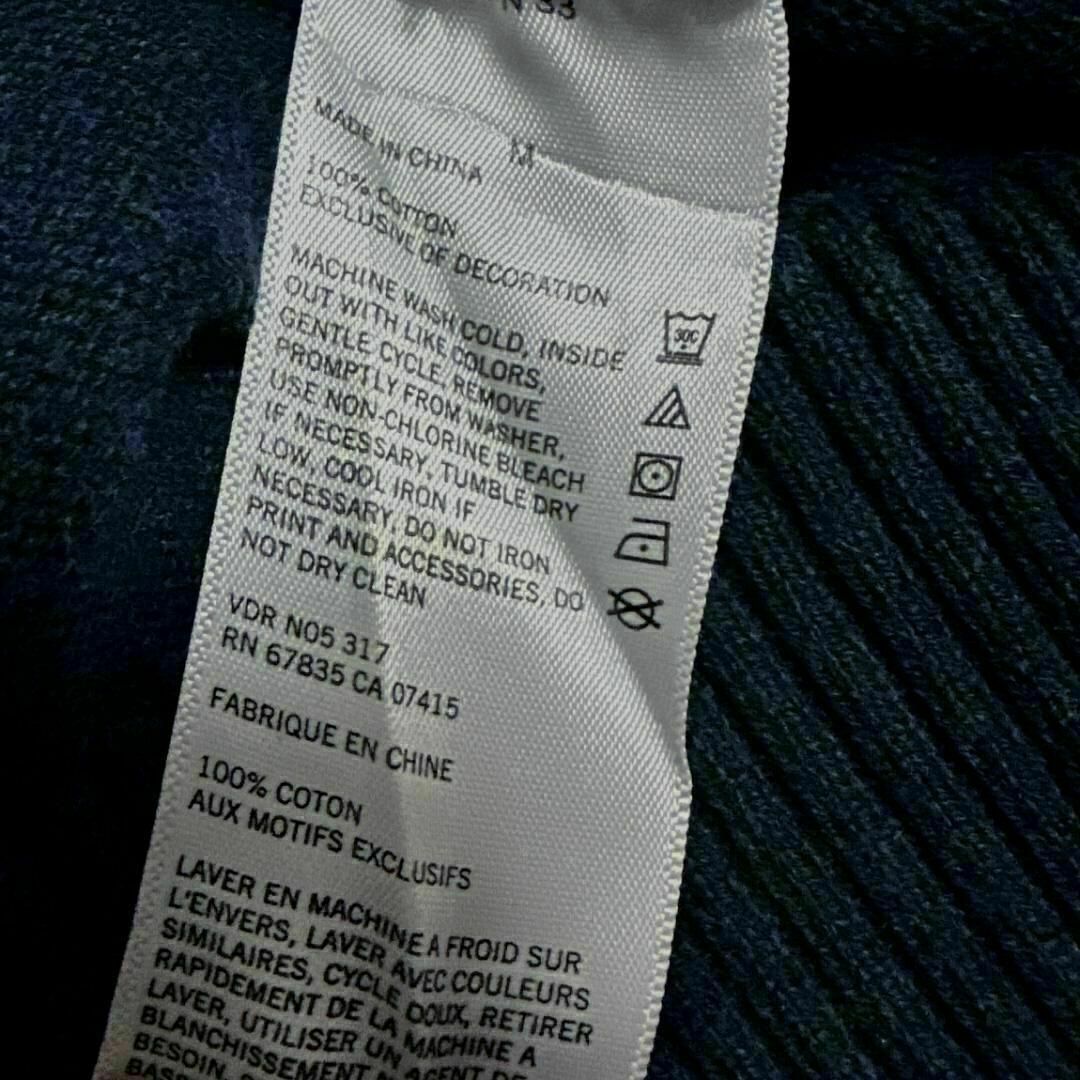 N 33
M
MADE IN CHINA
100% COTTON
EXCLUSIVE OF DECORATION
MACHINE WASH COLD, INSIDE
OUT WITH LIKE COLORS,
GENTLE CYCLE, REMOVE
PROMPTLY FROM WASHER,
USE NON-CHLORINE BLEACH
IF NECESSARY, TUMBLE DRY
LOW, COOL IRON IF
NECESSARY, DO NOT IRON
PRINT AND ACCESSORIES, DO
NOT DRY CLEAN
30C
VDR N05 317
RN 67835 CA 07415
FABRIQUE EN CHINE
100% COTON
AUX MOTIFS EXCLUSIFS
LAVER EN MACHINE A FROID SUR
L'ENVERS, LAVER AVEC COULEURS
SIMILAIRES, CYCLE DOUX, RETIRER
RAPIDEMENT DE LA MACHINE A
LAVER, UTILISER UN AGENT DE
BLANCHISSEMENT
BESOIN,